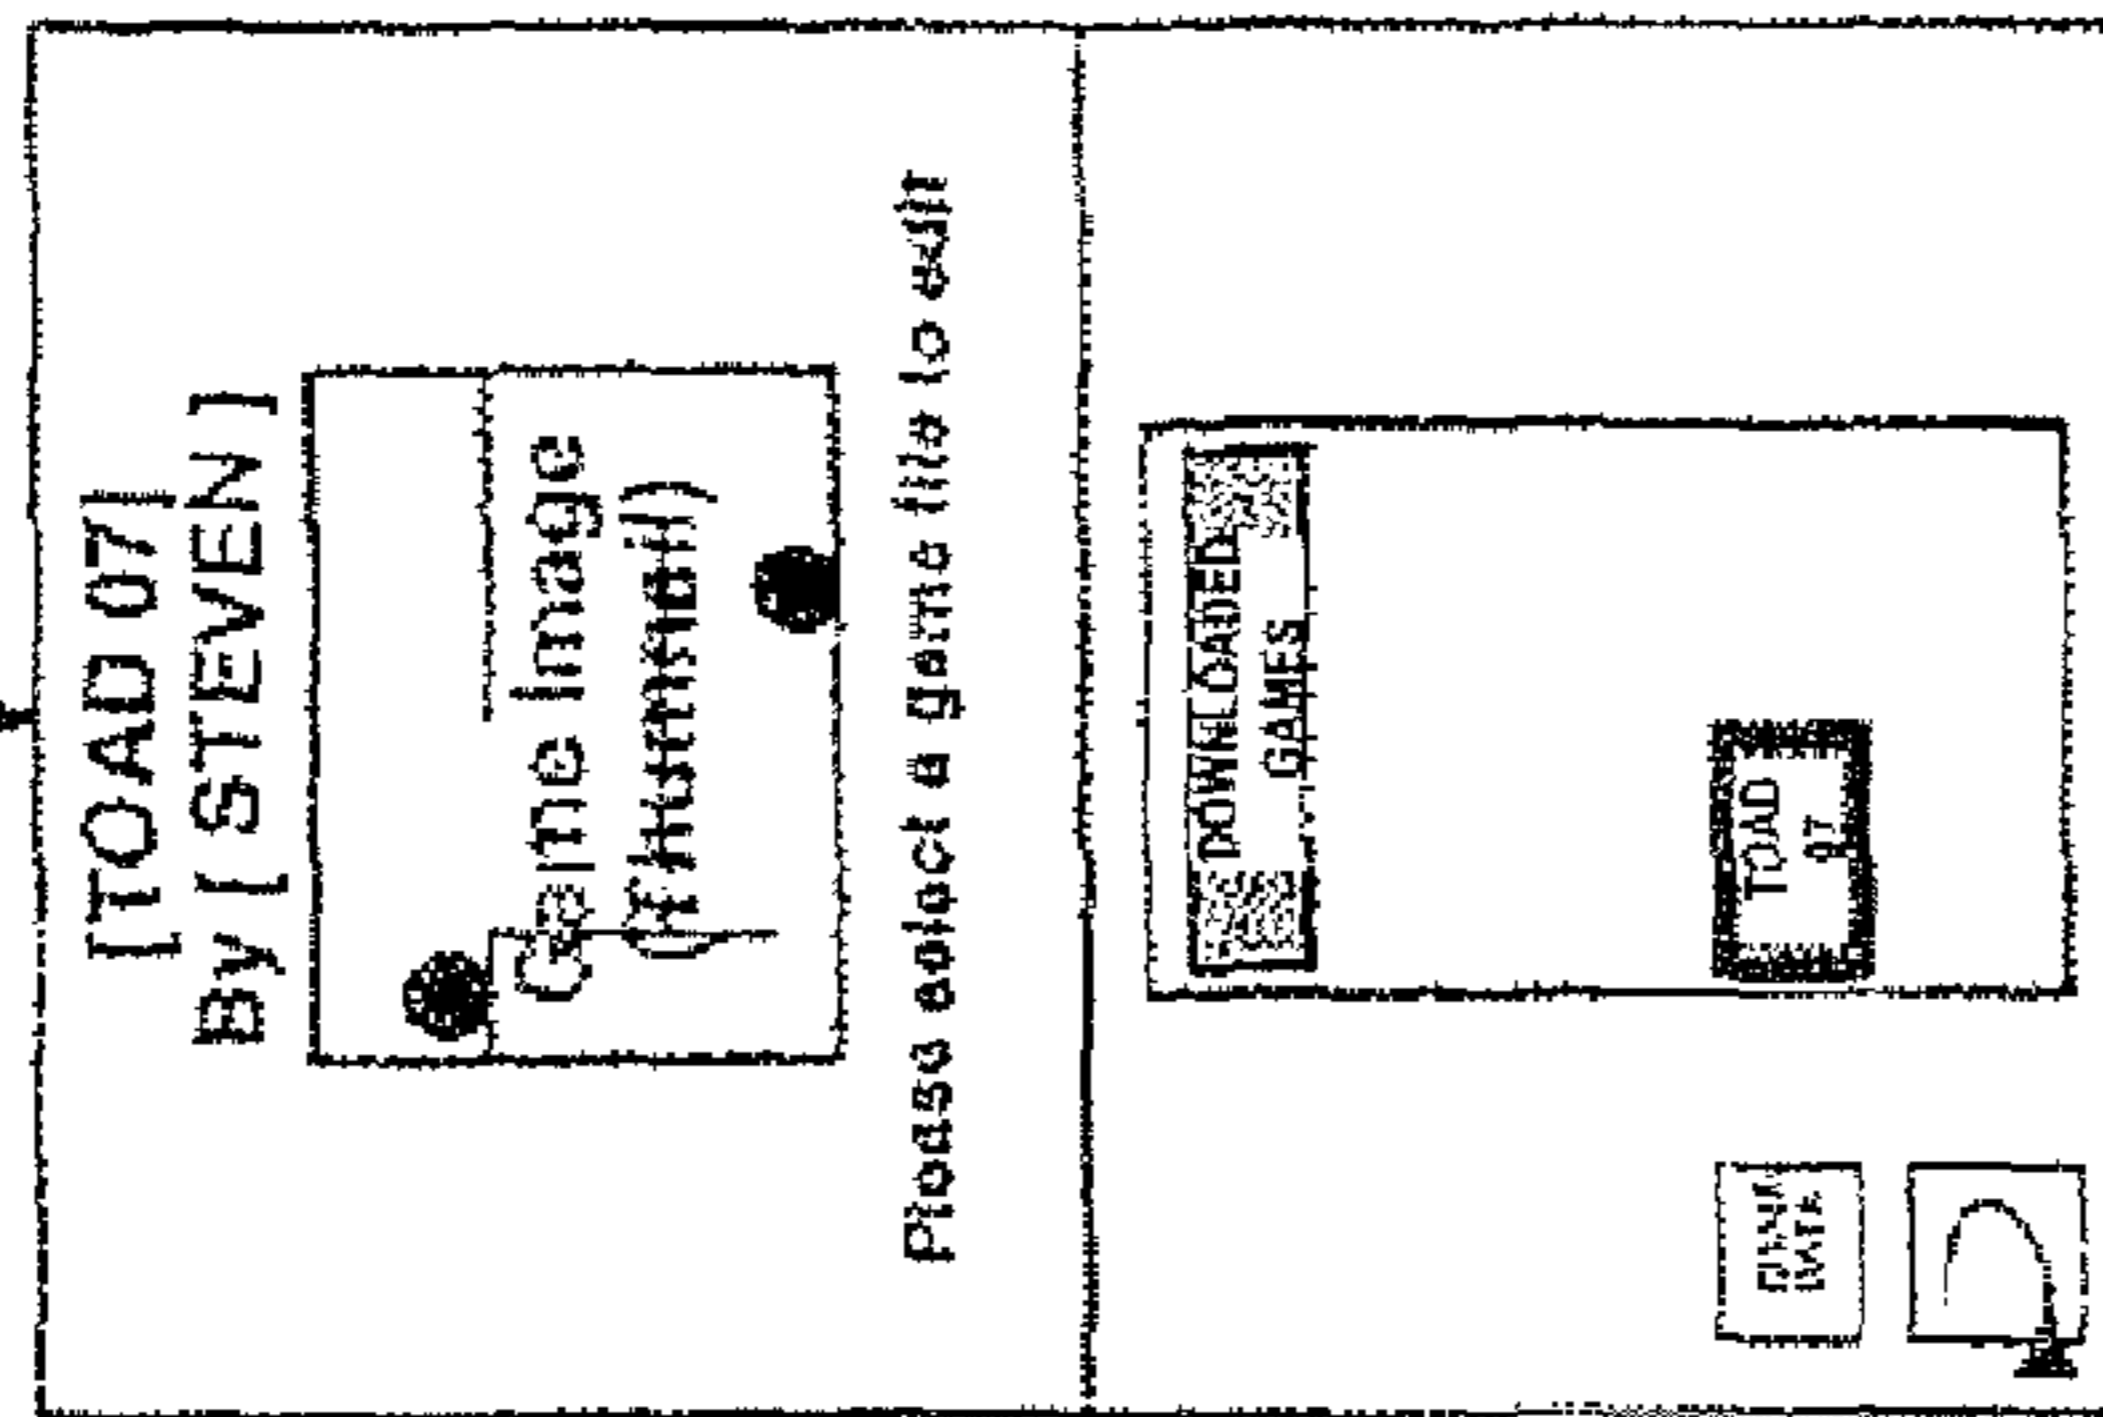 [TOAD 07]
By [ STEVEN ]
Game Image
(Thumbnail)
Please select a game file to edit
DOWNLOADED
GAMES
TOAD
07